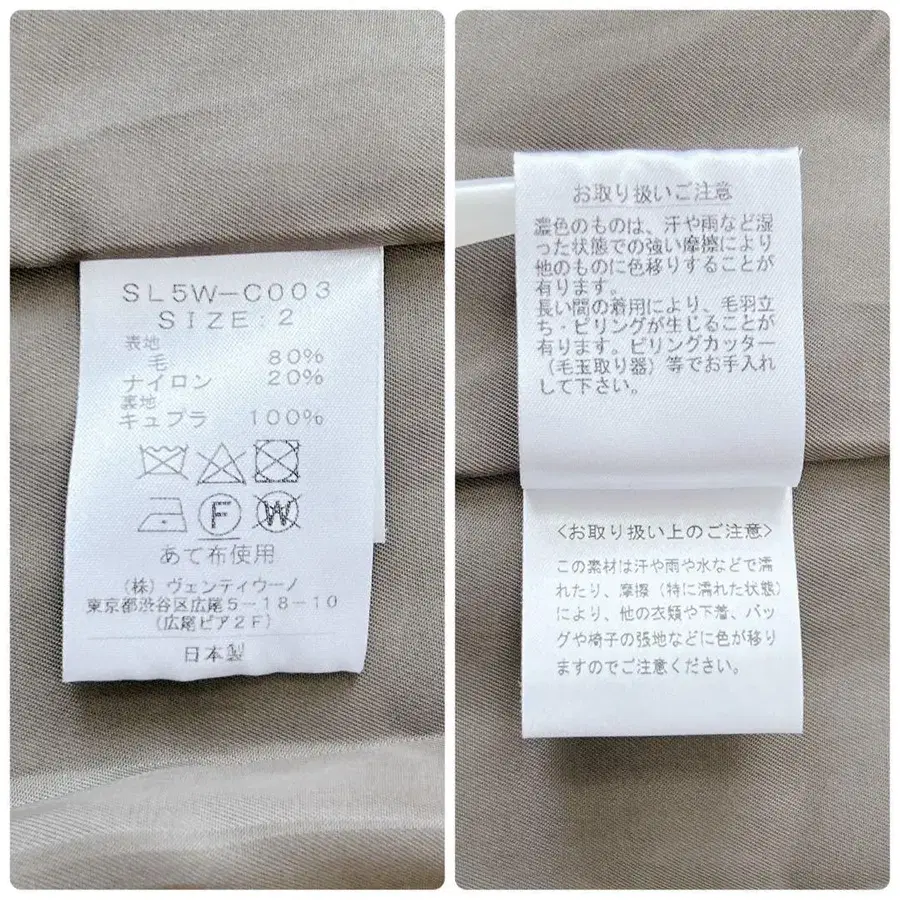 SL5W-C003
SIZE:2
表地
毛 80%
ナイロン 20%
裏地
キュプラ 100%
F W
あて布使用
(株) ヴェンティウーノ
東京都渋谷区広尾5-18-10
(広尾ピア2F)
日本製
お取り扱いご注意
濃色のものは、汗や雨など湿
った状態での強い摩擦により
他のものに色移りすることが
有ります。
長い間の着用により、毛羽立
ち・ピリングが生じることが
有ります。ピリングカッター
(毛玉取り器)等でお手入れ
して下さい。
<お取り扱い上のご注意>
この素材は汗や雨や水などで濡
れたり、摩擦(特に濡れた状態)
により、他の衣類や下着、バッ
グや椅子の張地などに色が移り
ますのでご注意ください。